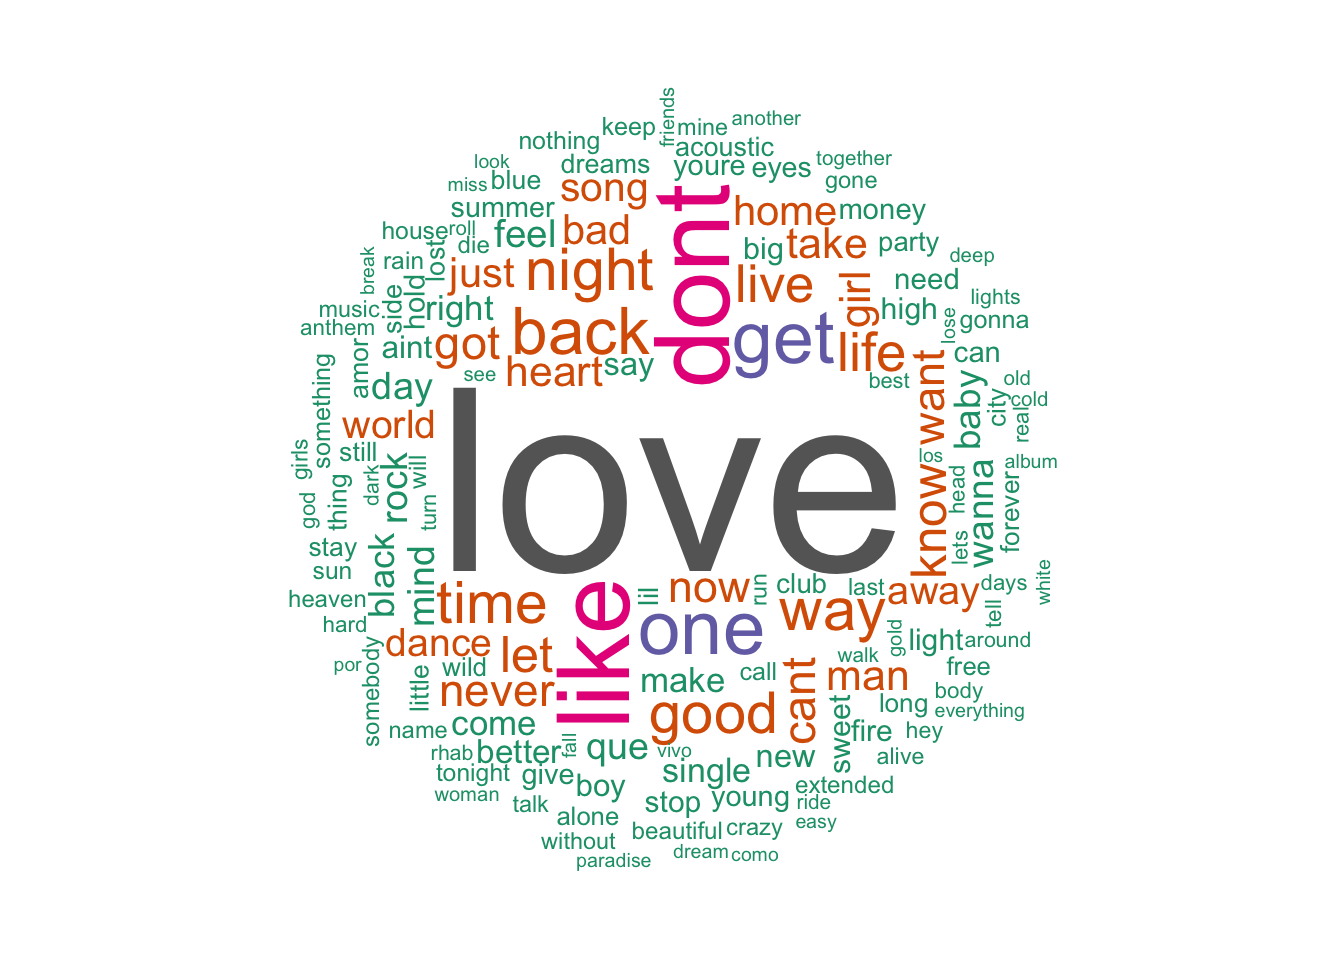 friends
another
keep
mine
nothing
acoustic
look
dreams
youre
eyes
together
miss
blue
song
gone
summer
dont
home
money
house
roll
die
feel
bad
big
take
party
deep
break
rain
lost
just
night
live
girl
need
lights
music
side
hold
right
high
lose
gonna
anthem
aint
got
back
get
life
can
amor
see
heart
say
best
want
old
something
day
baby
city
cold
real
world
love
girls
still
los
album
dark
rock
will
know
head
wanna
forever
god
thing
turn
lets
stay
black
mind
sun
now
run
club
last
away
days
white
heaven
time
like
lil
one
way
tell
hard
gold
light
around
somebody
dance
let
por
wild
make
call
walk
man
free
little
never
good
cant
body
long
everything
name
come
sweet
fire
hey
rhab
better
fall
que
vivo
new
alive
tonight
give
single
woman
boy
extended
talk
stop
young
ride
alone
easy
without
beautiful
crazy
paradise
dream
como